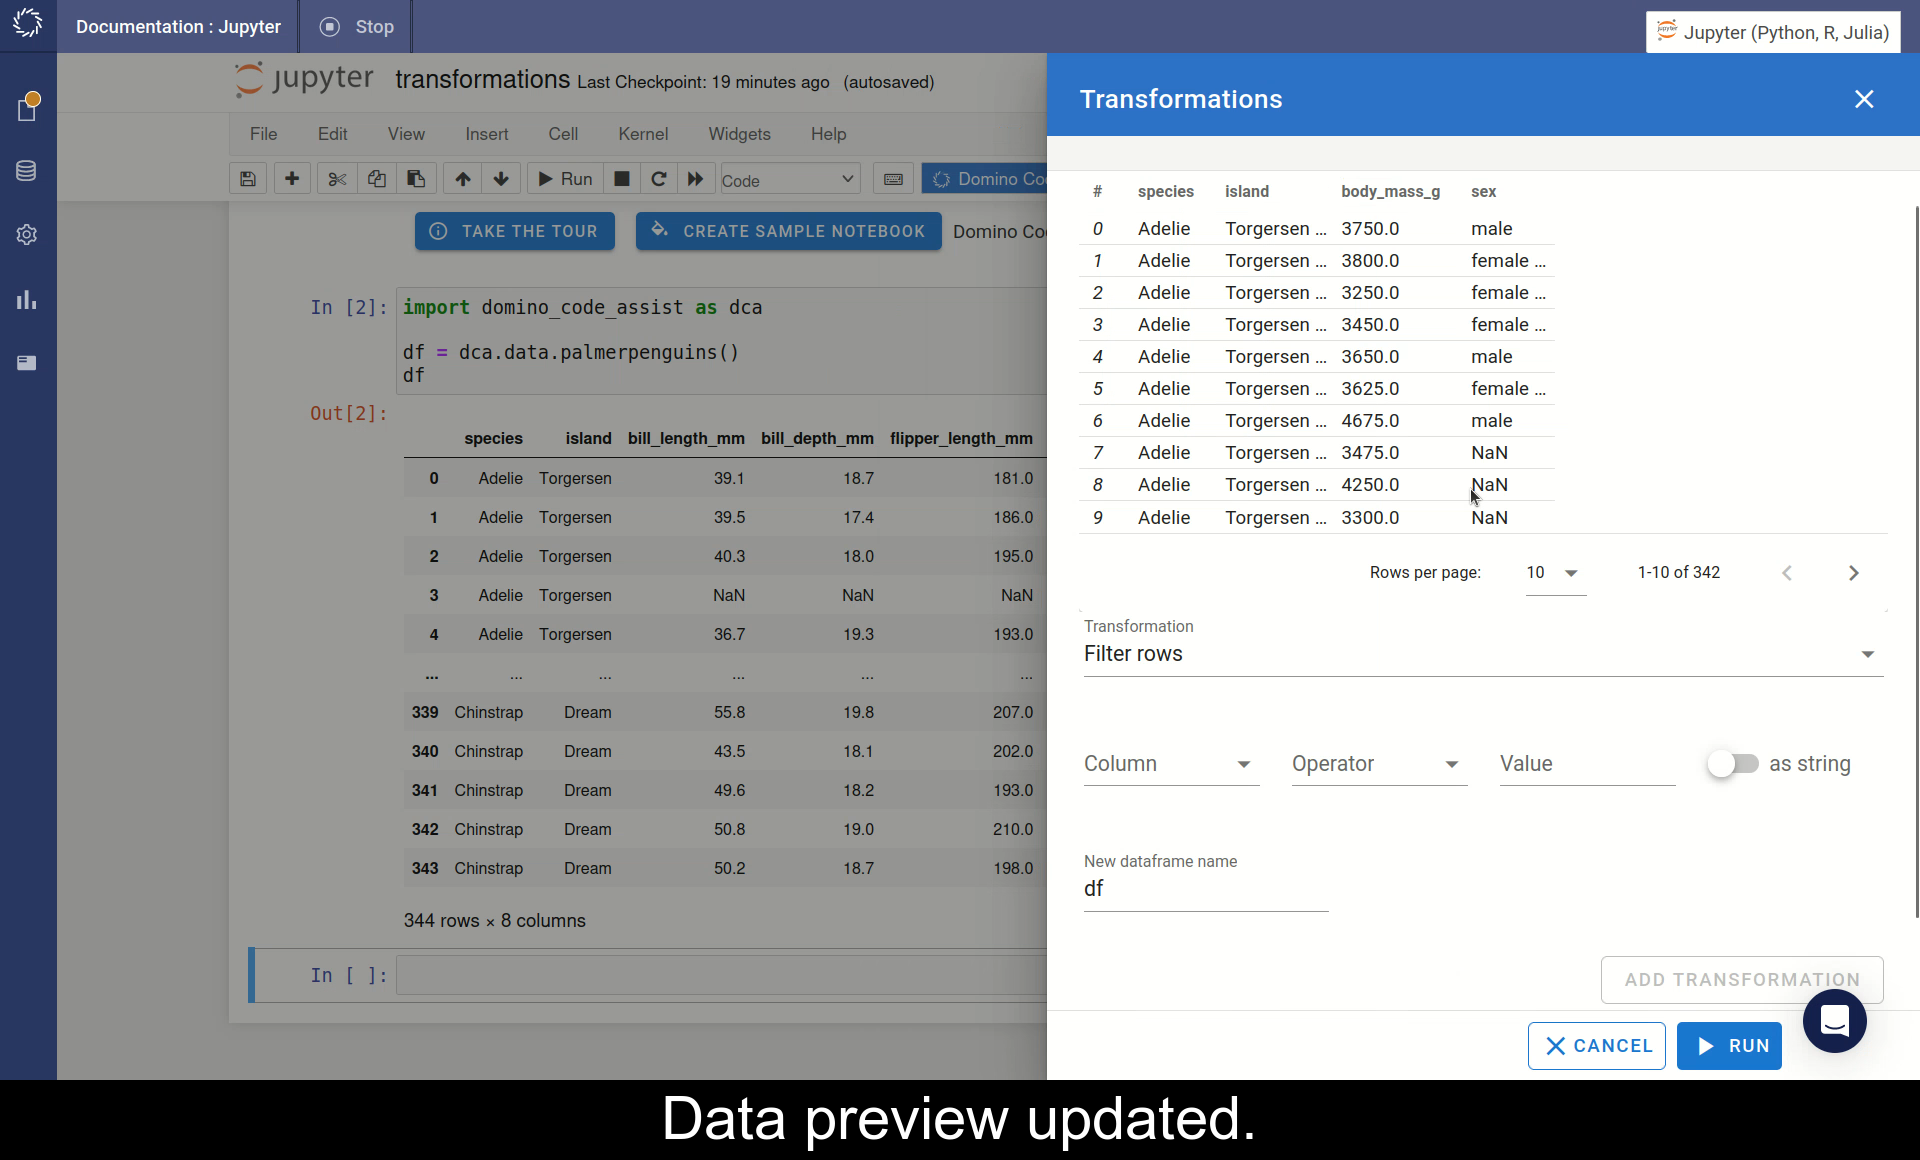 Documentation : Jupyter Stop Jupyter (Python, R, Julia)
jupyter transformations Last Checkpoint: 19 minutes ago (autosaved)
File Edit View Insert Cell Kernel Widgets Help
Run Code Domino Co
TAKE THE TOUR CREATE SAMPLE NOTEBOOK Domino Co
In [2]: import domino_code_assist as dca
df = dca.data.palmerpenguins()
df
Out[2]:
species island bill_length_mm bill_depth_mm flipper_length_mm
0 Adelie Torgersen 39.1 18.7 181.0
1 Adelie Torgersen 39.5 17.4 186.0
2 Adelie Torgersen 40.3 18.0 195.0
3 Adelie Torgersen NaN NaN NaN
4 Adelie Torgersen 36.7 19.3 193.0
... ... ... ... ... ...
339 Chinstrap Dream 55.8 19.8 207.0
340 Chinstrap Dream 43.5 18.1 202.0
341 Chinstrap Dream 49.6 18.2 193.0
342 Chinstrap Dream 50.8 19.0 210.0
343 Chinstrap Dream 50.2 18.7 198.0
344 rows × 8 columns
In [ ]:
Transformations
# species island body_mass_g sex
0 Adelie Torgersen ... 3750.0 male
1 Adelie Torgersen ... 3800.0 female ...
2 Adelie Torgersen ... 3250.0 female ...
3 Adelie Torgersen ... 3450.0 female ...
4 Adelie Torgersen ... 3650.0 male
5 Adelie Torgersen ... 3625.0 female ...
6 Adelie Torgersen ... 4675.0 male
7 Adelie Torgersen ... 3475.0 NaN
8 Adelie Torgersen ... 4250.0 NaN
9 Adelie Torgersen ... 3300.0 NaN
Rows per page: 10 1-10 of 342
Transformation
Filter rows
Column Operator Value as string
New dataframe name
df
ADD TRANSFORMATION
CANCEL RUN
Data preview updated.